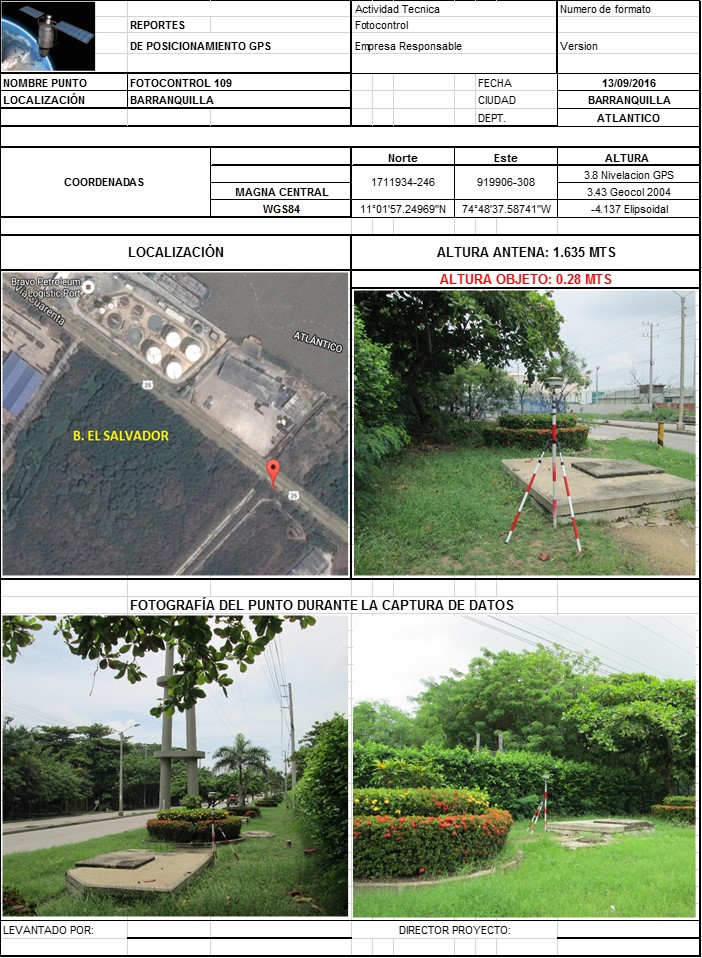 Actividad Tecnica
Numero de formato
REPORTES
Fotocontrol
DE POSICIONAMIENTO GPS
Empresa Responsable
Version
NOMBRE PUNTO FOTOCONTROL 109 FECHA 13/09/2016
LOCALIZACIÓN BARRANQUILLA CIUDAD BARRANQUILLA
DEPT. ATLANTICO
Norte Este ALTURA
3.8 Nivelacion GPS
COORDENADAS
1711934-246 919906-308
MAGNA CENTRAL 3.43 Geocol 2004
WGS84 11°01'57.24969"N 74°48'37.58741"W -4.137 Elipsoidal
LOCALIZACIÓN
ALTURA ANTENA: 1.635 MTS
ALTURA OBJETO: 0.28 MTS
Bravo Petroleum
Logistic Port
Vía Cuarenta
ATLÁNTICO
25
B. EL SALVADOR
25
FOTOGRAFÍA DEL PUNTO DURANTE LA CAPTURA DE DATOS
LEVANTADO POR: DIRECTOR PROYECTO: